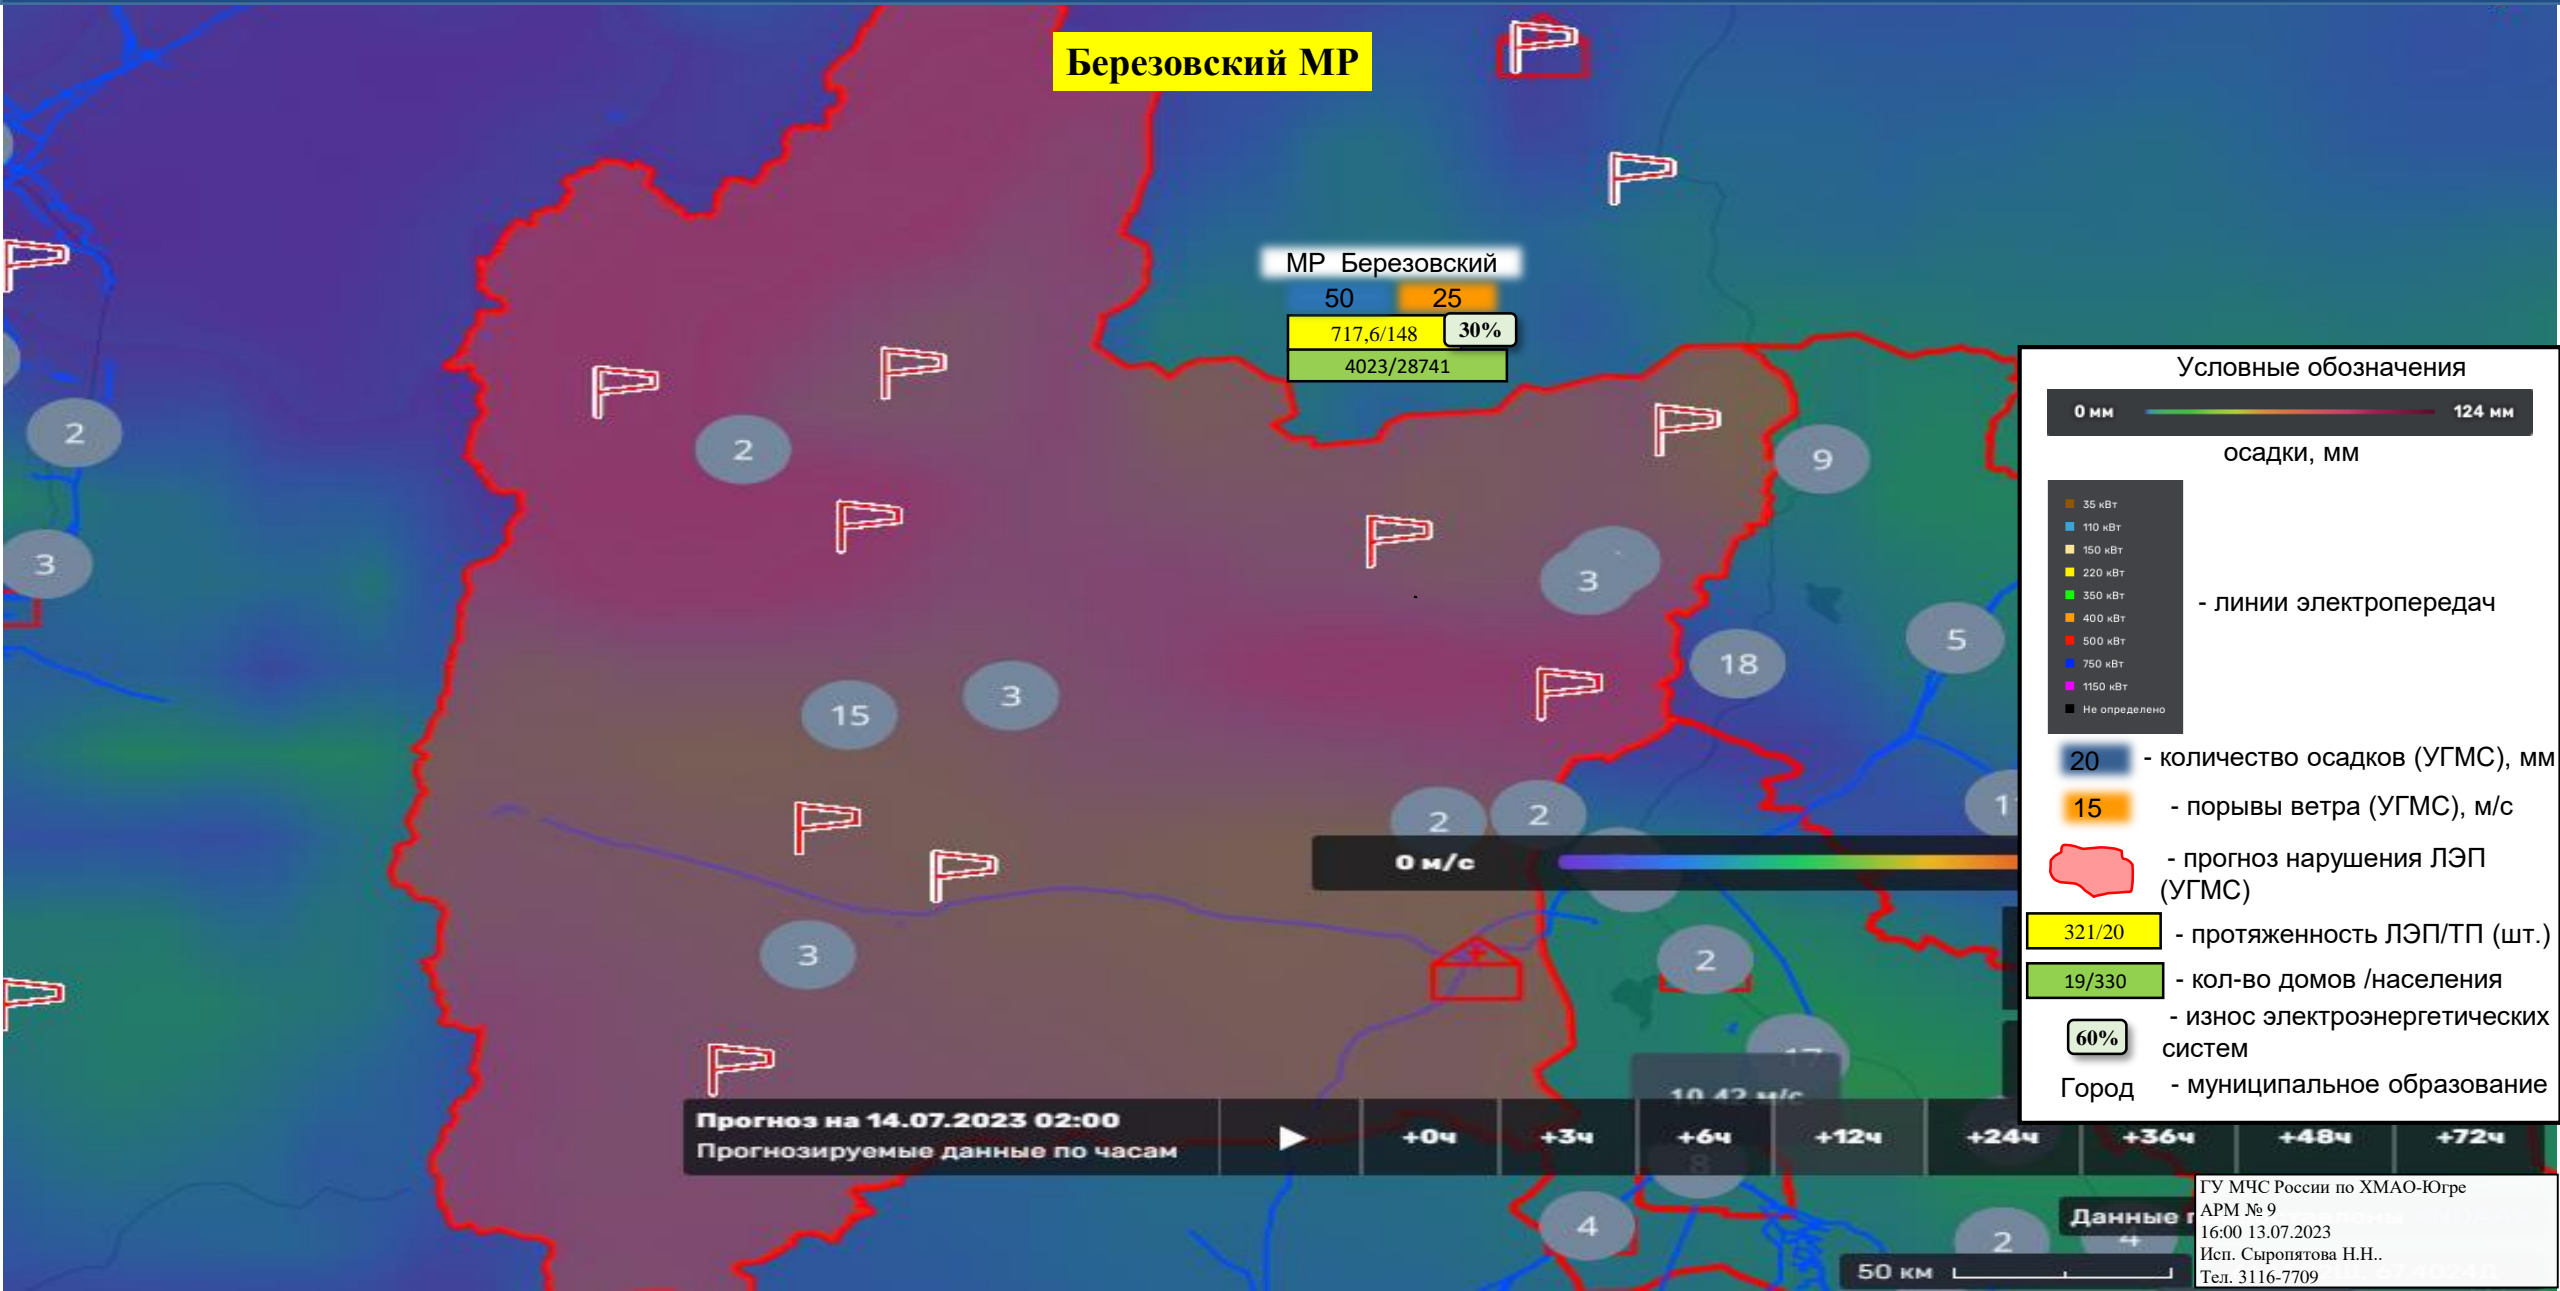 Березовский МР
МР Березовский
50 25
717,6/148 30%
4023/28741
2
2
3
9
3
5
18
15
3
2
2
3
2
4
2
Условные обозначения
0 мм 124 мм
осадки, мм
35 кВт
110 кВт
150 кВт
220 кВт
350 кВт
400 кВт
500 кВт
750 кВт
1150 кВт
Не определено
- линии электропередач
20 - количество осадков (УГМС), мм
15 - порывы ветра (УГМС), м/с
- прогноз нарушения ЛЭП
(УГМС)
321/20 - протяженность ЛЭП/ТП (шт.)
19/330 - кол-во домов /населения
60% - износ электроэнергетических
систем
Город - муниципальное образование
0 м/с
10.42 м/с
Прогноз на 14.07.2023 02:00
Прогнозируемые данные по часам
+0ч +3ч +6ч +12ч +24ч +36ч +48ч +72ч
Данные
50 км
ГУ МЧС России по ХМАО-Югре
АРМ № 9
16:00 13.07.2023
Исп. Сыропятова Н.Н..
Тел. 3116-7709